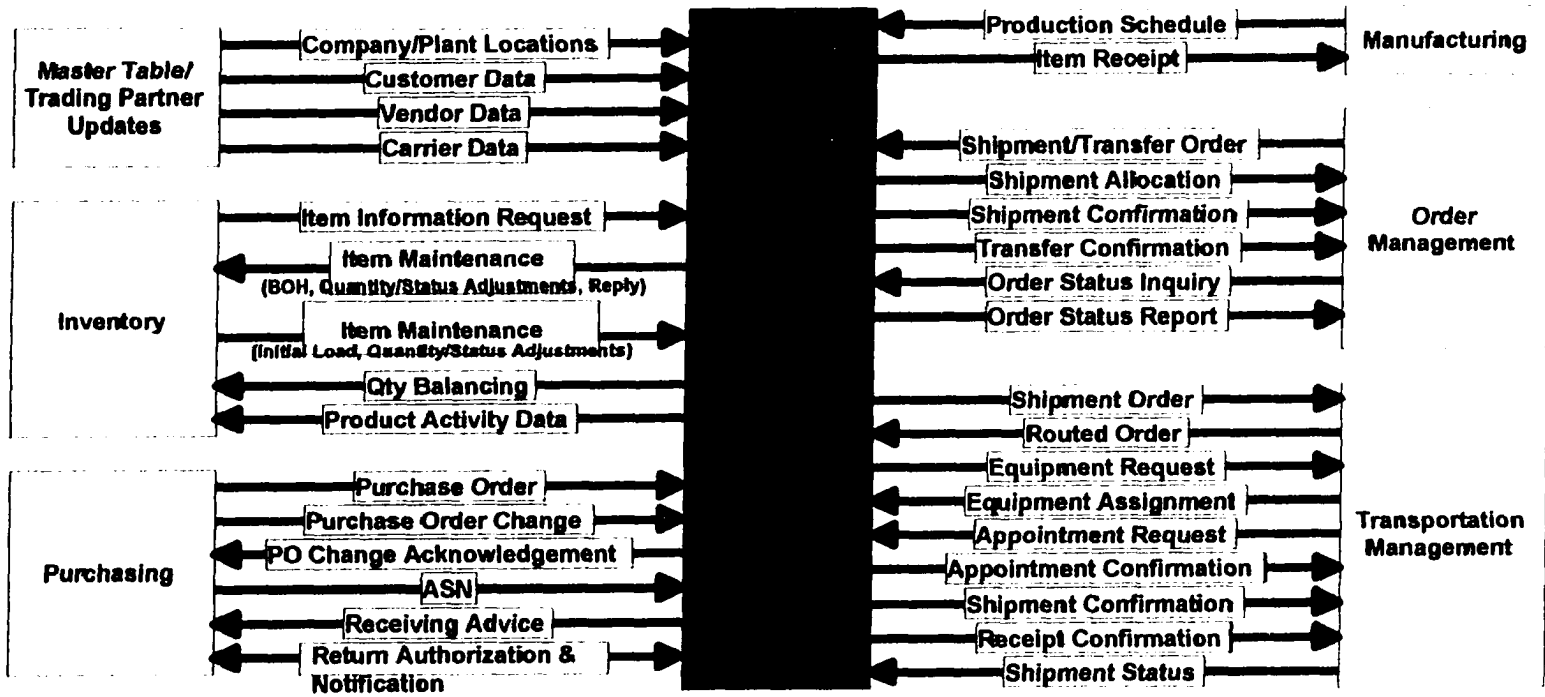 Master Table/
Trading Partner
Updates
Company/Plant Locations
Customer Data
Vendor Data
Carrier Data
Inventory
Item Information Request
Item Maintenance
(BOH, Quantity/Status Adjustments, Reply)
Item Maintenance
(Initial Load, Quantity/Status Adjustments)
Qty Balancing
Product Activity Data
Purchasing
Purchase Order
Purchase Order Change
PO Change Acknowledgement
ASN
Receiving Advice
Return Authorization &
Notification
Production Schedule
Item Receipt
Manufacturing
Shipment/Transfer Order
Shipment Allocation
Shipment Confirmation
Transfer Confirmation
Order Status Inquiry
Order Status Report
Order
Management
Shipment Order
Routed Order
Equipment Request
Equipment Assignment
Appointment Request
Appointment Confirmation
Shipment Confirmation
Receipt Confirmation
Shipment Status
Transportation
Management